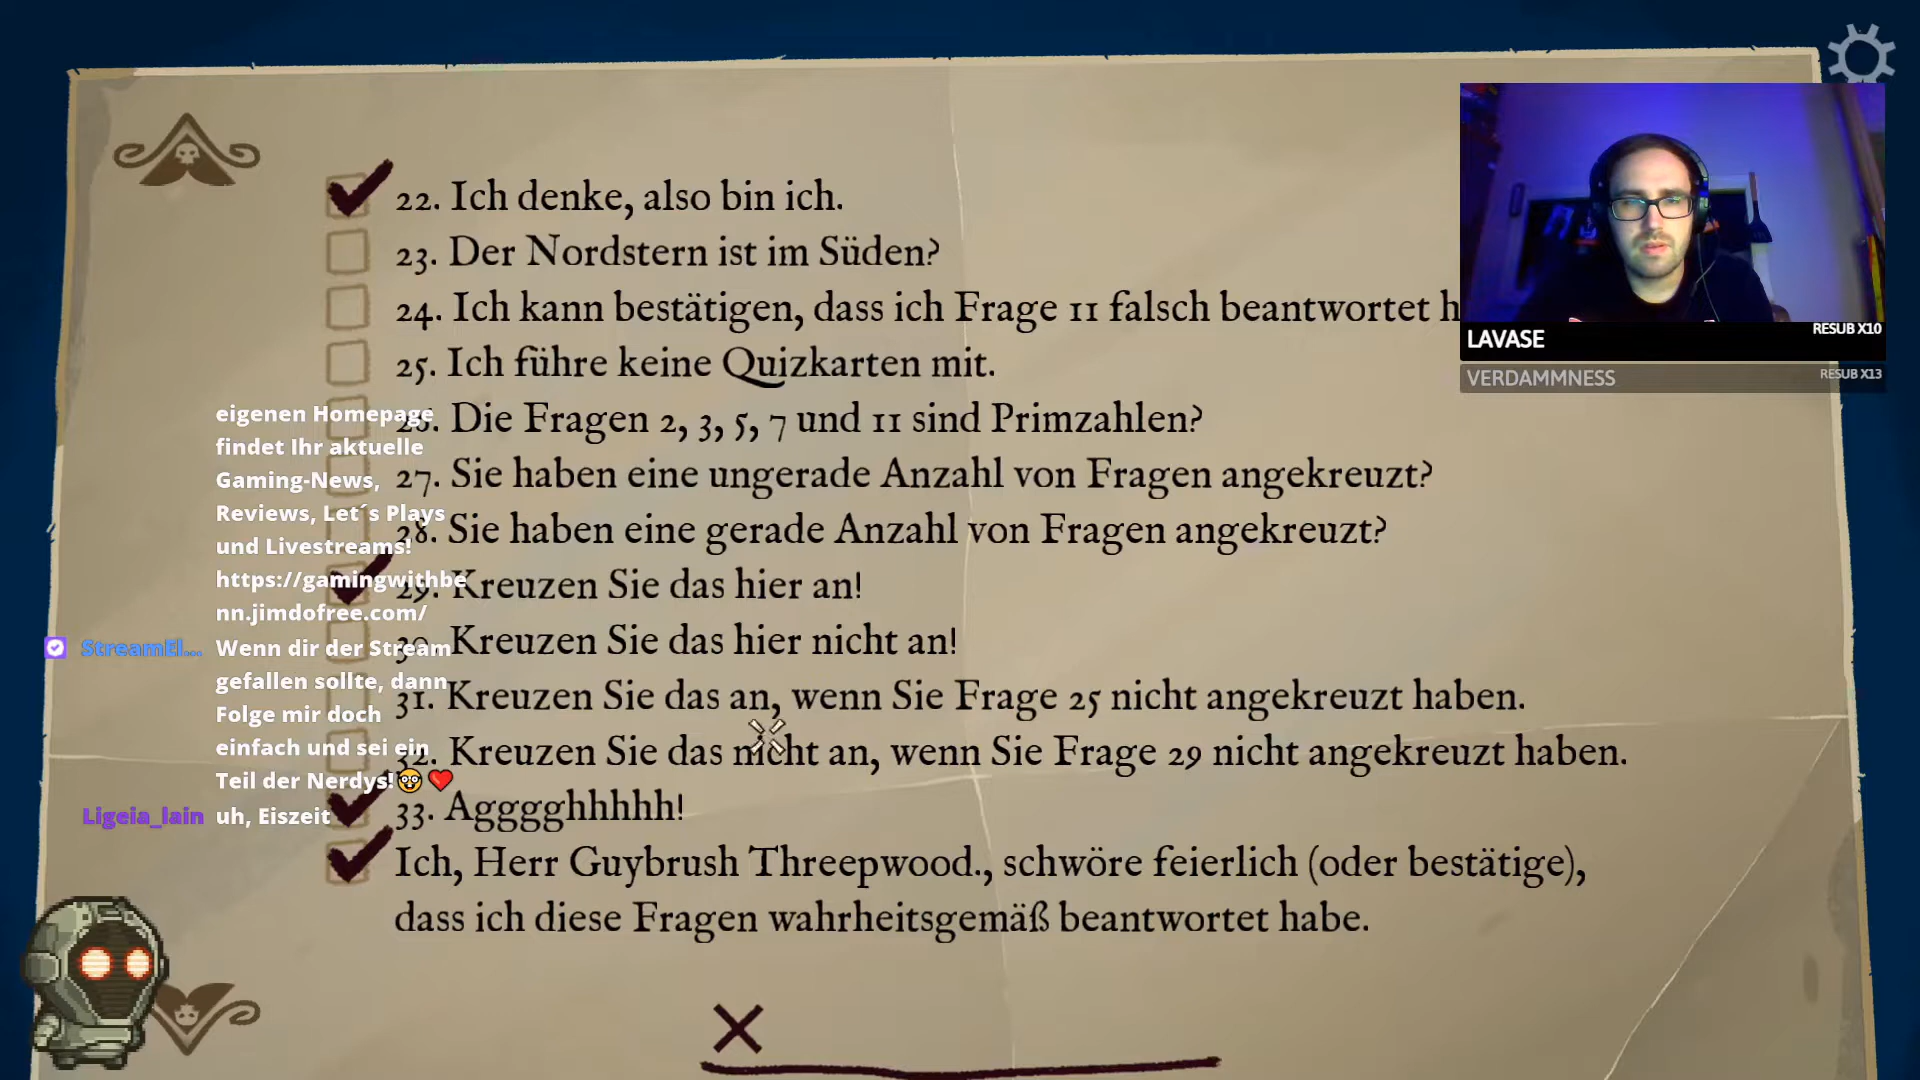 22. Ich denke, also bin ich.
23. Der Nordstern ist im Süden?
24. Ich kann bestätigen, dass ich Frage 11 falsch beantwortet h
25. Ich führe keine Quizkarten mit.
26. Die Fragen 2, 3, 5, 7 und 11 sind Primzahlen?
27. Sie haben eine ungerade Anzahl von Fragen angekreuzt?
28. Sie haben eine gerade Anzahl von Fragen angekreuzt?
29. Kreuzen Sie das hier an!
30. Kreuzen Sie das hier nicht an!
31. Kreuzen Sie das an, wenn Sie Frage 25 nicht angekreuzt haben.
32. Kreuzen Sie das nicht an, wenn Sie Frage 29 nicht angekreuzt haben.
33. Agggghhhhh!
Ich, Herr Guybrush Threepwood., schwöre feierlich (oder bestätige),
dass ich diese Fragen wahrheitsgemäß beantwortet habe.
eigenen Homepage
findet Ihr aktuelle
Gaming-News,
Reviews, Let´s Plays
und Livestreams!
https://gamingwithbe
nn.jimdofree.com/
StreamEl... Wenn dir der Stream
gefallen sollte, dann
Folge mir doch
einfach und sei ein
Teil der Nerdys!🤓❤️
Ligeia_Iain uh, Eiszeit
LAVASE RESUB X10
VERDAMMNESS RESUB X13